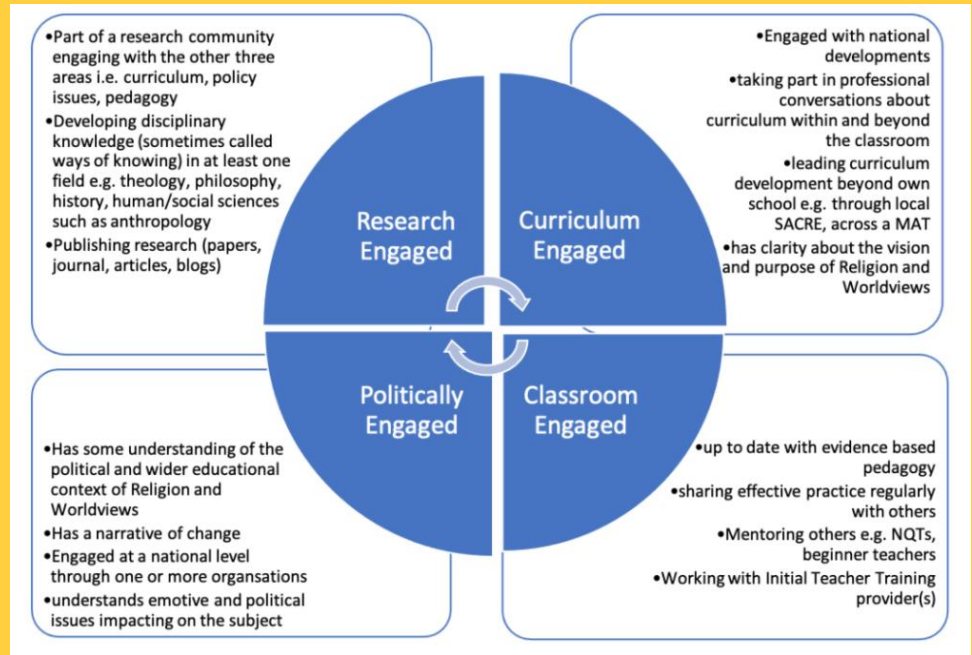 •Part of a research community
engaging with the other three
areas i.e. curriculum, policy
issues, pedagogy
•Developing disciplinary
knowledge (sometimes called
ways of knowing) in at least one
field e.g. theology, philosophy,
history, human/social sciences
such as anthropology
•Publishing research (papers,
journal, articles, blogs)
Research
Engaged
Curriculum
Engaged
•Engaged with national
developments
•taking part in professional
conversations about
curriculum within and beyond
the classroom
•leading curriculum
development beyond own
school e.g. through local
SACRE, across a MAT
•has clarity about the vision
and purpose of Religion and
Worldviews
•Has some understanding of the
political and wider educational
context of Religion and
Worldviews
•Has a narrative of change
•Engaged at a national level
through one or more organsations
•understands emotive and political
issues impacting on the subject
Politically
Engaged
Classroom
Engaged
•up to date with evidence based
pedagogy
•sharing effective practice regularly
with others
•Mentoring others e.g. NQTs,
beginner teachers
•Working with Initial Teacher Training
provider(s)